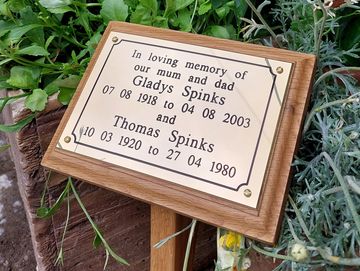 In loving memory of
our mum and dad
Gladys Spinks
07 08 1918 to 04 08 2003
and
Thomas Spinks
10 03 1920 to 27 04 1980